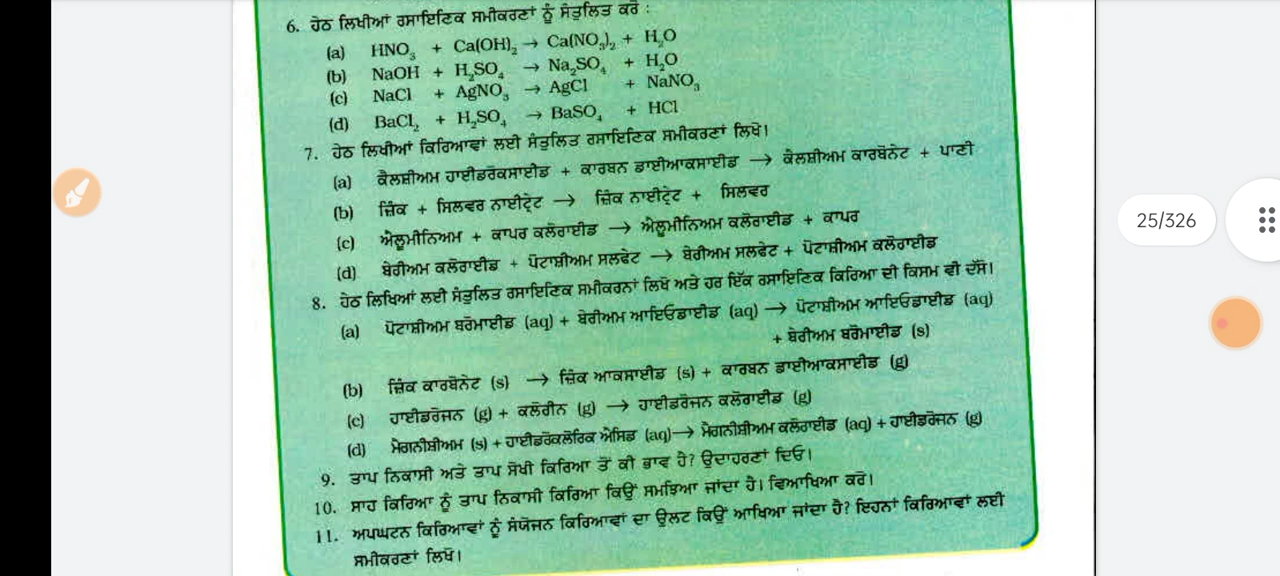 6. ਹੇਠ ਲਿਖੀਆਂ ਰਸਾਇਣਿਕ ਸਮੀਕਰਣਾਂ ਨੂੰ ਸੰਤੁਲਿਤ ਕਰੋ :
(a) HNO₃ + Ca(OH)₂ → Ca(NO₃)₂ + H₂O
(b) NaOH + H₂SO₄ → Na₂SO₄ + H₂O
(c) NaCl + AgNO₃ → AgCl + NaNO₃
(d) BaCl₂ + H₂SO₄ → BaSO₄ + HCl
7. ਹੇਠ ਲਿਖੀਆਂ ਕਿਰਿਆਵਾਂ ਲਈ ਸੰਤੁਲਿਤ ਰਸਾਇਣਿਕ ਸਮੀਕਰਣਾਂ ਲਿਖੋ।
(a) ਕੈਲਸ਼ੀਅਮ ਹਾਈਡਰੋਕਸਾਈਡ + ਕਾਰਬਨ ਡਾਈਆਕਸਾਈਡ → ਕੈਲਸ਼ੀਅਮ ਕਾਰਬੋਨੇਟ + ਪਾਣੀ
(b) ਜ਼ਿੰਕ + ਸਿਲਵਰ ਨਾਈਟ੍ਰੇਟ → ਜ਼ਿੰਕ ਨਾਈਟ੍ਰੇਟ + ਸਿਲਵਰ
(c) ਐਲੂਮੀਨਿਅਮ + ਕਾਪਰ ਕਲੋਰਾਈਡ → ਐਲੂਮੀਨਿਅਮ ਕਲੋਰਾਈਡ + ਕਾਪਰ
(d) ਬੇਰੀਅਮ ਕਲੋਰਾਈਡ + ਪੋਟਾਸ਼ੀਅਮ ਸਲਫੇਟ → ਬੇਰੀਅਮ ਸਲਫੇਟ + ਪੋਟਾਸ਼ੀਅਮ ਕਲੋਰਾਈਡ
8. ਹੇਠ ਲਿਖਿਆਂ ਲਈ ਸੰਤੁਲਿਤ ਰਸਾਇਣਿਕ ਸਮੀਕਰਨਾਂ ਲਿਖੋ ਅਤੇ ਹਰ ਇੱਕ ਰਸਾਇਣਿਕ ਕਿਰਿਆ ਦੀ ਕਿਸਮ ਵੀ ਦੱਸੋ।
(a) ਪੋਟਾਸ਼ੀਅਮ ਬਰੋਮਾਈਡ (aq) + ਬੇਰੀਅਮ ਆਇਓਡਾਈਡ (aq) → ਪੋਟਾਸ਼ੀਅਮ ਆਇਓਡਾਈਡ (aq)
+ ਬੇਰੀਅਮ ਬਰੋਮਾਈਡ (s)
(b) ਜ਼ਿੰਕ ਕਾਰਬੋਨੇਟ (s) → ਜ਼ਿੰਕ ਆਕਸਾਈਡ (s) + ਕਾਰਬਨ ਡਾਈਆਕਸਾਈਡ (g)
(c) ਹਾਈਡਰੋਜਨ (g) + ਕਲੋਰੀਨ (g) → ਹਾਈਡਰੋਜਨ ਕਲੋਰਾਈਡ (g)
(d) ਮੈਗਨੀਸ਼ੀਅਮ (s) + ਹਾਈਡਰੋਕਲੋਰਿਕ ਐਸਿਡ (aq)→ ਮੈਗਨੀਸ਼ੀਅਮ ਕਲੋਰਾਈਡ (aq) + ਹਾਈਡਰੋਜਨ (g)
9. ਤਾਪ ਨਿਕਾਸੀ ਅਤੇ ਤਾਪ ਸੋਖੀ ਕਿਰਿਆ ਤੋਂ ਕੀ ਭਾਵ ਹੈ? ਉਦਾਹਰਣਾਂ ਦਿਓ।
10. ਸਾਹ ਕਿਰਿਆ ਨੂੰ ਤਾਪ ਨਿਕਾਸੀ ਕਿਰਿਆ ਕਿਉਂ ਸਮਝਿਆ ਜਾਂਦਾ ਹੈ। ਵਿਆਖਿਆ ਕਰੋ।
11. ਅਪਘਟਨ ਕਿਰਿਆਵਾਂ ਨੂੰ ਸੰਯੋਜਨ ਕਿਰਿਆਵਾਂ ਦਾ ਉਲਟ ਕਿਉਂ ਆਖਿਆ ਜਾਂਦਾ ਹੈ? ਇਹਨਾਂ ਕਿਰਿਆਵਾਂ ਲਈ
ਸਮੀਕਰਣਾਂ ਲਿਖੋ।
25/326